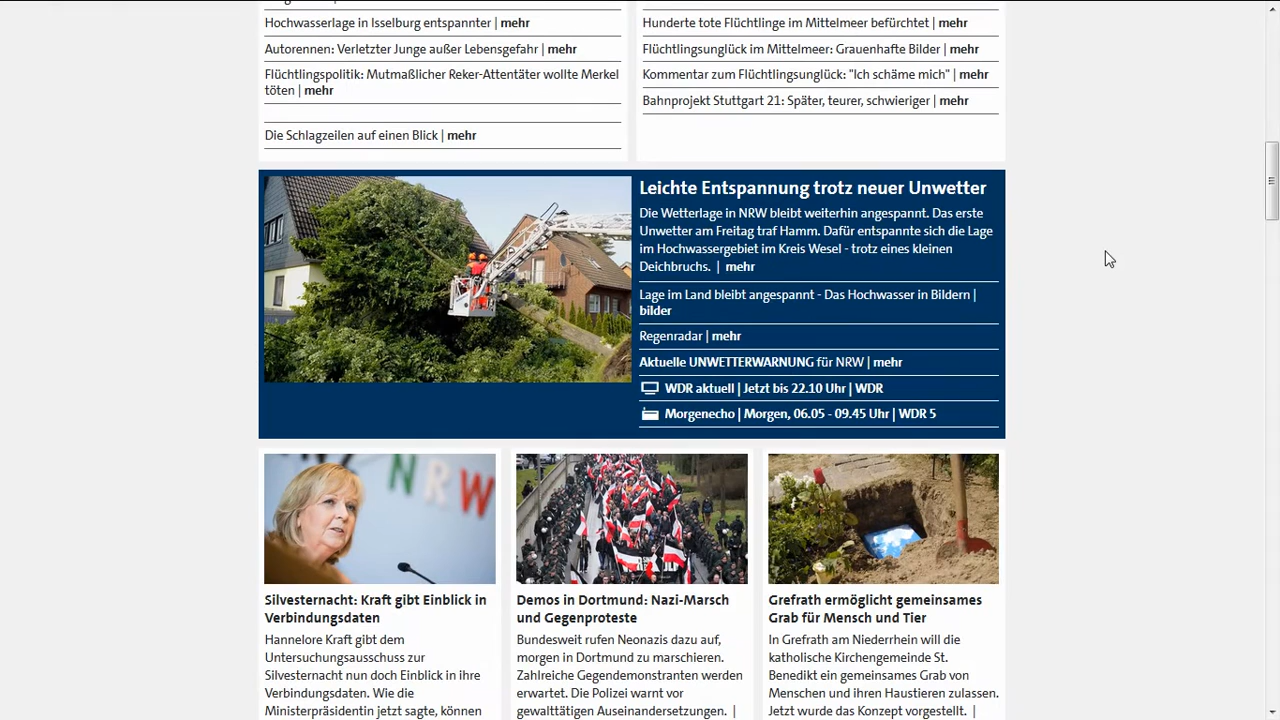 Hochwasserlage in Isselburg entspannter | mehr
Autorennen: Verletzter Junge außer Lebensgefahr | mehr
Flüchtlingspolitik: Mutmaßlicher Reker-Attentäter wollte Merkel
töten | mehr
Die Schlagzeilen auf einen Blick | mehr
Hunderte tote Flüchtlinge im Mittelmeer befürchtet | mehr
Flüchtlingsunglück im Mittelmeer: Grauenhafte Bilder | mehr
Kommentar zum Flüchtlingsunglück: "Ich schäme mich" | mehr
Bahnprojekt Stuttgart 21: Später, teurer, schwieriger | mehr
Leichte Entspannung trotz neuer Unwetter
Die Wetterlage in NRW bleibt weiterhin angespannt. Das erste
Unwetter am Freitag traf Hamm. Dafür entspannte sich die Lage
im Hochwassergebiet im Kreis Wesel - trotz eines kleinen
Deichbruchs. | mehr
Lage im Land bleibt angespannt - Das Hochwasser in Bildern |
bilder
Regenradar | mehr
Aktuelle UNWETTERWARNUNG für NRW | mehr
WDR aktuell | Jetzt bis 22.10 Uhr | WDR
Morgenecho | Morgen, 06.05 - 09.45 Uhr | WDR 5
NRW
Silvesternacht: Kraft gibt Einblick in
Verbindungsdaten
Hannelore Kraft gibt dem
Untersuchungsausschuss zur
Silvesternacht nun doch Einblick in ihre
Verbindungsdaten. Wie die
Ministerpräsidentin jetzt sagte, können
Demos in Dortmund: Nazi-Marsch
und Gegenproteste
Bundesweit rufen Neonazis dazu auf,
morgen in Dortmund zu marschieren.
Zahlreiche Gegendemonstranten werden
erwartet. Die Polizei warnt vor
gewalttätigen Auseinandersetzungen. |
Grefrath ermöglicht gemeinsames
Grab für Mensch und Tier
In Grefrath am Niederrhein will die
katholische Kirchengemeinde St.
Benedikt ein gemeinsames Grab von
Menschen und ihren Haustieren zulassen.
Jetzt wurde das Konzept vorgestellt. |